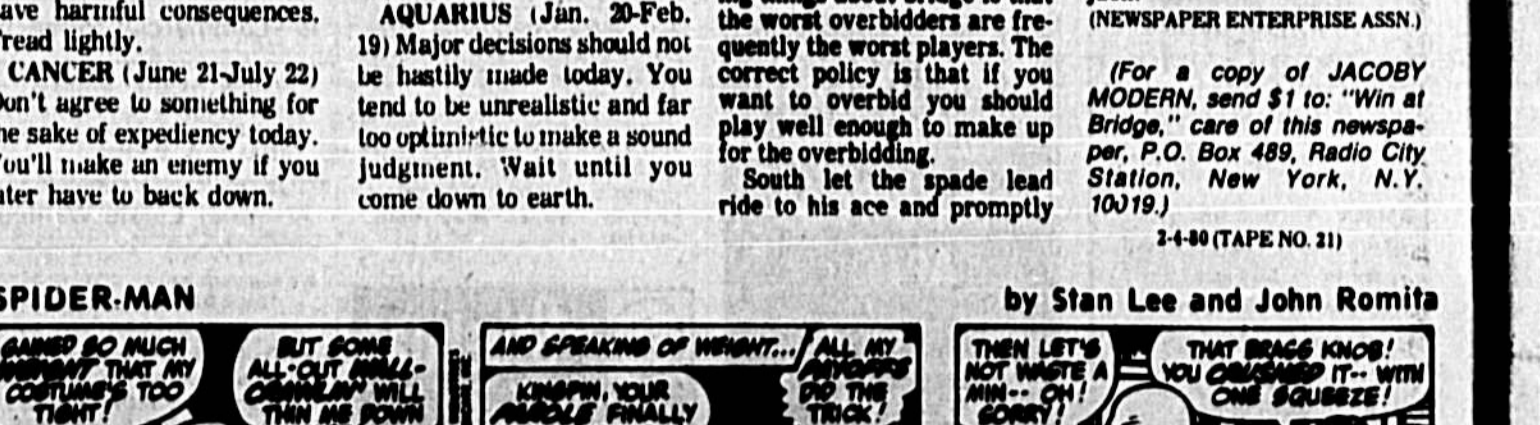 ave harmful consequences.
read lightly.
CANCER (June 21-July 22)
Don't agree to something for
he sake of expediency today.
You'll make an enemy if you
ater have to back down.
AQUARIUS (Jan. 20-Feb.
19) Major decisions should not
be hastily made today. You
tend to be unrealistic and far
too optimistic to make a sound
judgment. Wait until you
come down to earth.
the worst overbidders are fre-
quently the worst players. The
correct policy is that if you
want to overbid you should
play well enough to make up
for the overbidding.
South let the spade lead
ride to his ace and promptly
(NEWSPAPER ENTERPRISE ASSN.)
(For a copy of JACOBY
MODERN, send $1 to: "Win at
Bridge," care of this newspa-
per, P.O. Box 489, Radio City
Station, New York, N.Y.
10019.)
2-4-80 (TAPE NO. 21)
SPIDER-MAN
by Stan Lee and John Romita
GAINED SO MUCH
WEIGHT THAT MY
COSTUME'S TOO
TIGHT!
BUT SOME
ALL-OUT WALL-
CRAWLIN' WILL
THIN ME DOWN
AND SPEAKING OF WEIGHT...
KINGPIN, YOUR
PAROLE FINALLY
ALL MY
PAYOFFS
DID THE
TRICK!
THEN LET'S
NOT WASTE A
MIN-- OH!
SORRY!
THAT BRASS KNOB!
YOU CRUSHED IT-- WITH
ONE SQUEEZE!